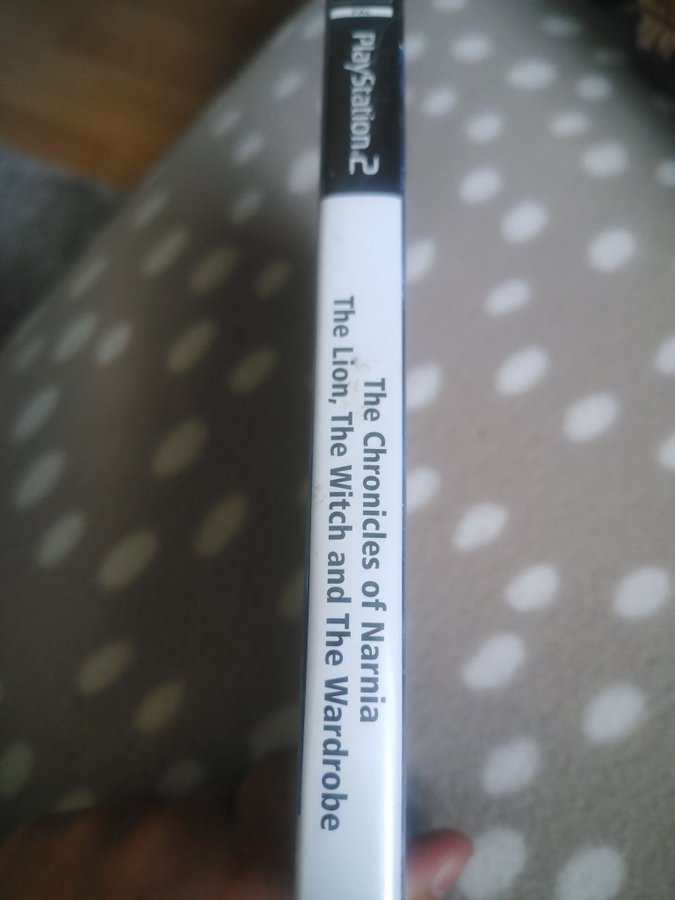 PlayStation.2
The Chronicles of Narnia
The Lion, The Witch and The Wardrobe